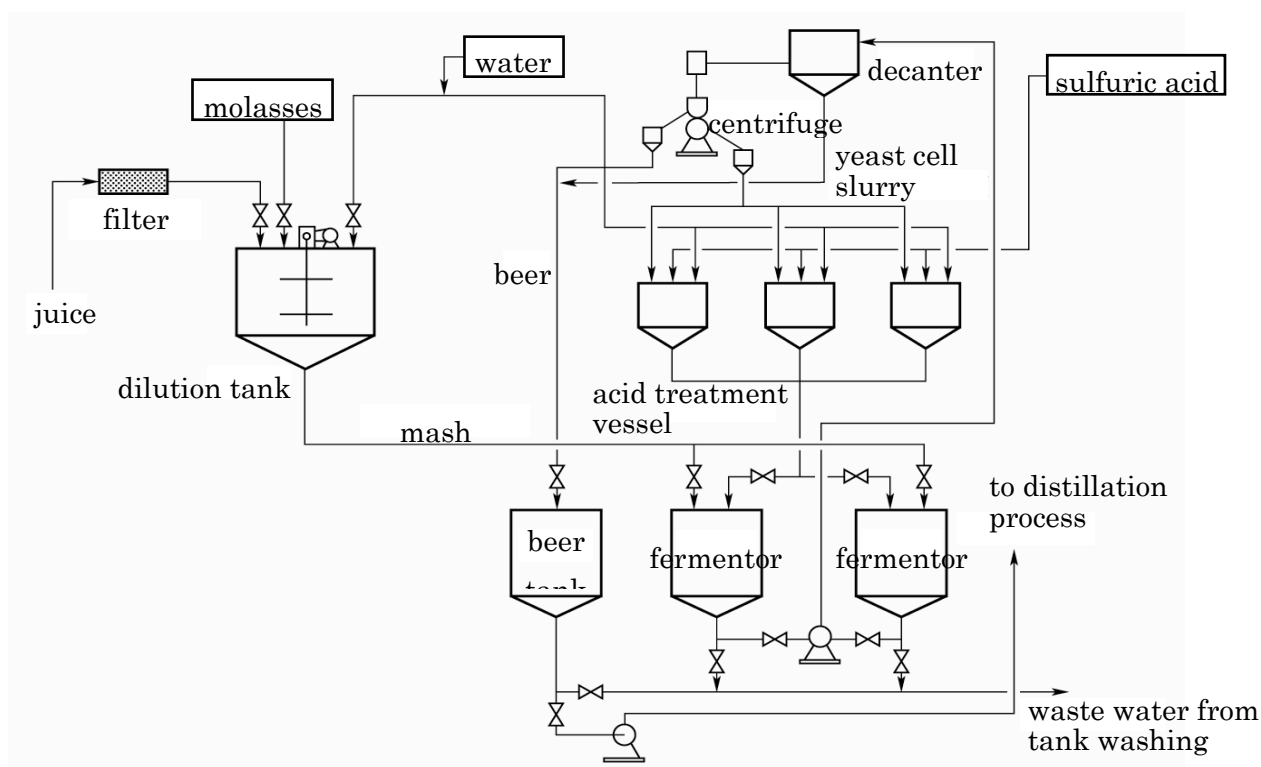 water
decanter
sulfuric acid
molasses
centrifuge
yeast cell
slurry
filter
beer
juice
dilution tank
acid treatment
vessel
mash
to distillation
process
beer
fermentor
fermentor
waste water from
tank washing